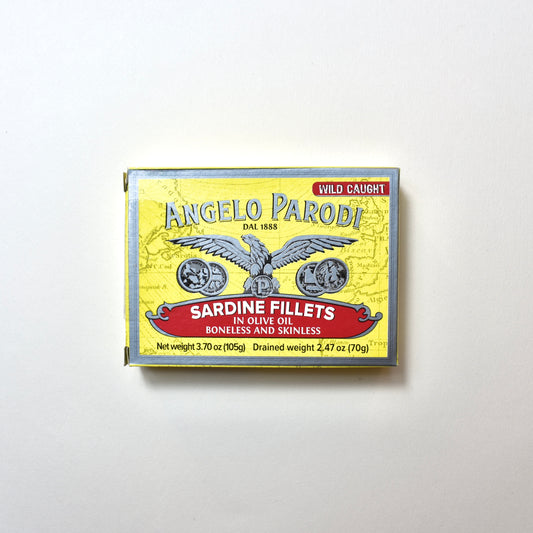 WILD CAUGHT
ANGELO PARODI
DAL 1888
P
SARDINE FILLETS
IN OLIVE OIL
BONELESS AND SKINLESS
Net weight 3.70 oz (105g) Drained weight 2,47 oz (70g)